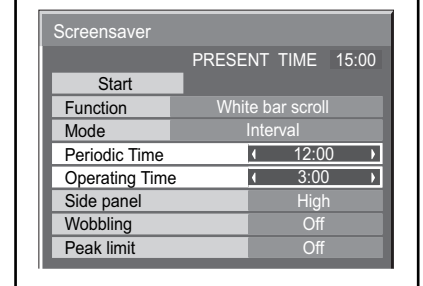 Screensaver
PRESENT TIME 15:00
Start
Function White bar scroll
Mode Interval
Periodic Time 12:00
Operating Time 3:00
Side panel High
Wobbling Off
Peak limit Off